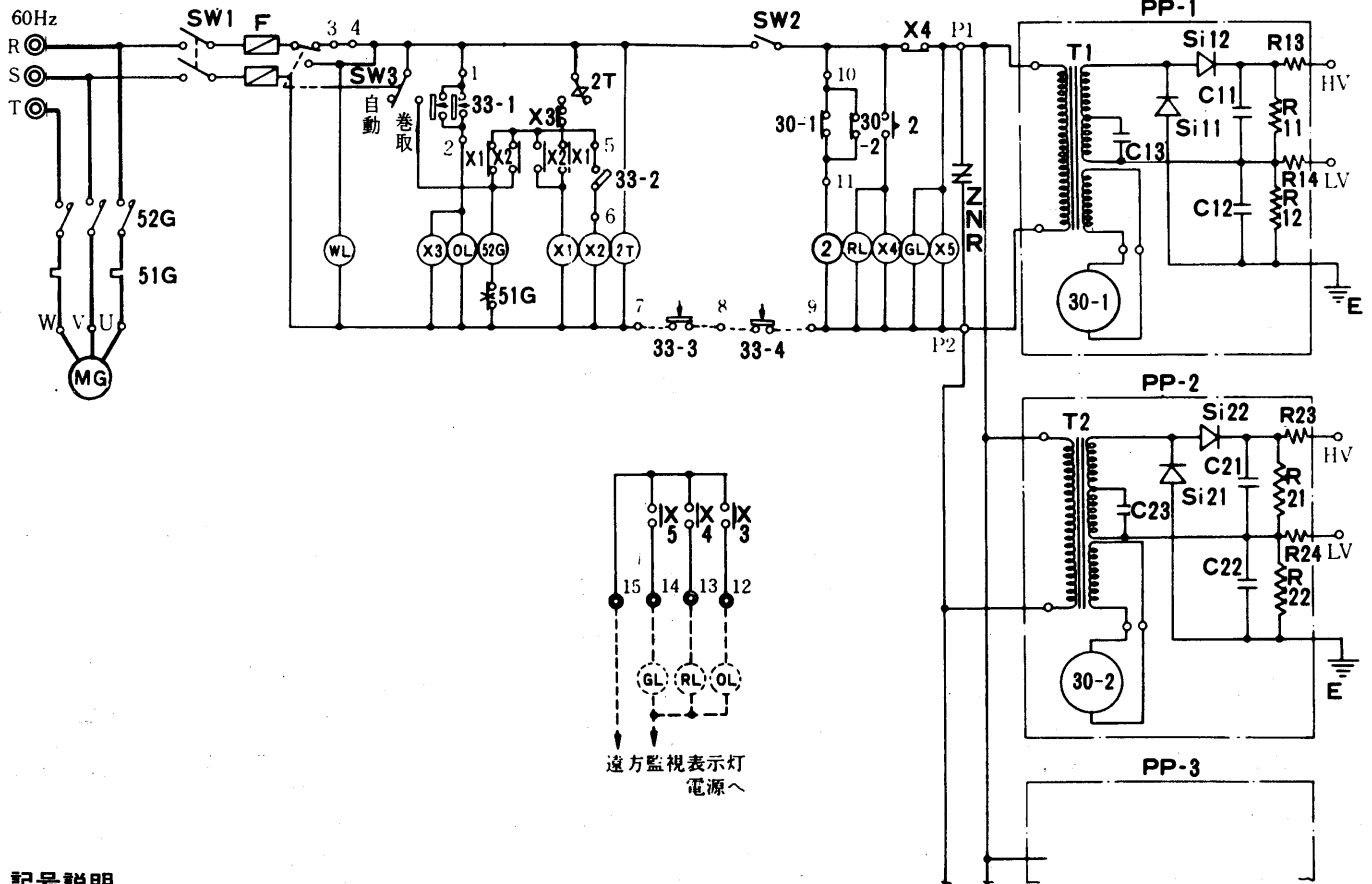 60Hz
R
S
T
SW1
F
3
4
SW3
自動
巻取
1
33-1
2
2T
X3
X1
X2
X2
X1
5
33-2
6
52G
51G
W
V
U
MG
WL
X3
OL
52G
X1
X2
2T
51G
7
33-3
8
33-4
9
SW2
X4
P1
10
30-1
30
-2
2
11
2
RL
X4
GL
X5
ZNR
P2
PP-1
T1
Si12
R13
HV
C11
Si11
R
11
C13
R14
LV
C12
R
12
30-1
E
PP-2
T2
Si22
R23
HV
C21
Si21
R
21
C23
R24
LV
C22
R
22
30-2
E
X
5
X
4
X
3
15
14
13
12
GL
RL
OL
遠方監視表示灯
電源へ
PP-3
記号説明